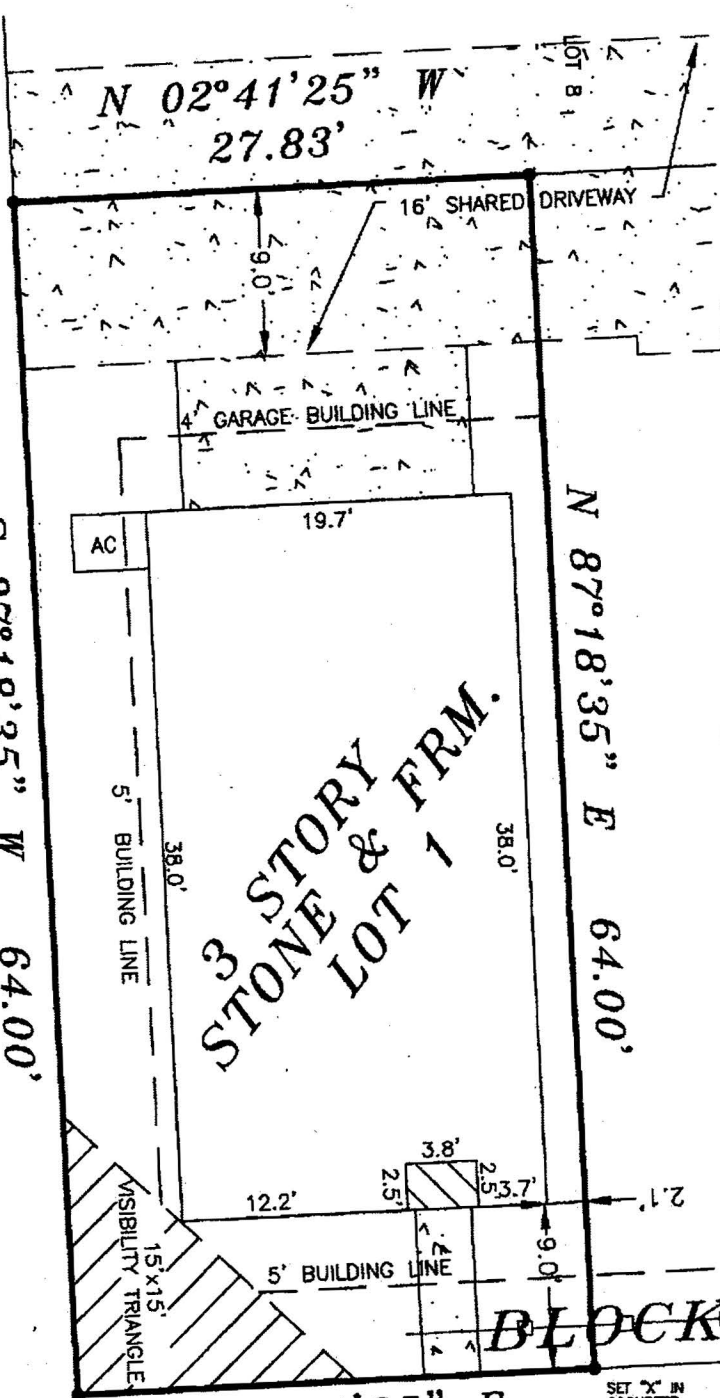 LOT 8
N 02°41'25" W
27.83'
16' SHARED DRIVEWAY
9.0'
4'
GARAGE BUILDING LINE
19.7'
AC
N 87°18'35" E 64.00'
W 64.00'
5' BUILDING LINE
38.0'
38.0'
3 STORY
STONE & FRM.
LOT 1
3.8'
2.5'
2.5'
3.7'
12.2'
2.1'
9.0'
15'x15'
VISIBILITY TRIANGLE
5' BUILDING LINE
BLOCK
SET "X" IN